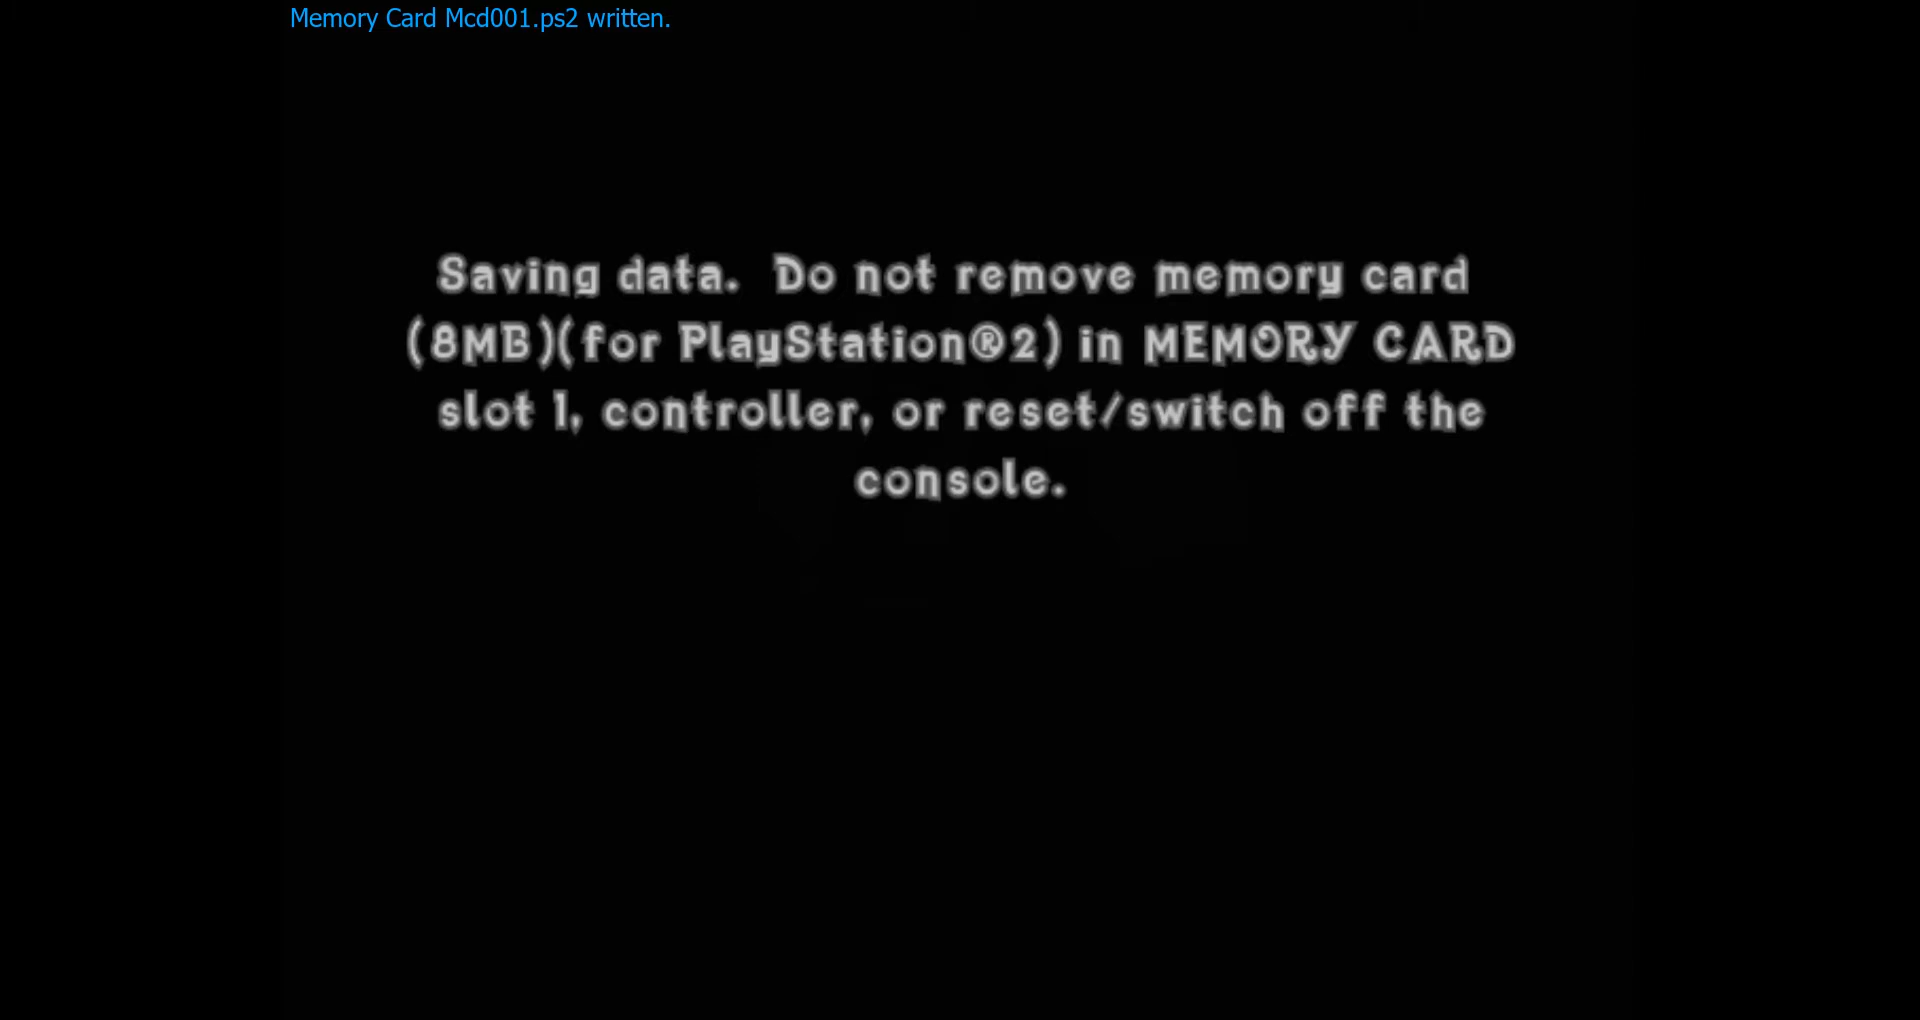 Memory Card Mcd001.ps2 written.
Saving data.  Do not remove memory card
(8MB)(for PlayStation®2) in MEMORY CARD
slot 1, controller, or reset/switch off the
console.